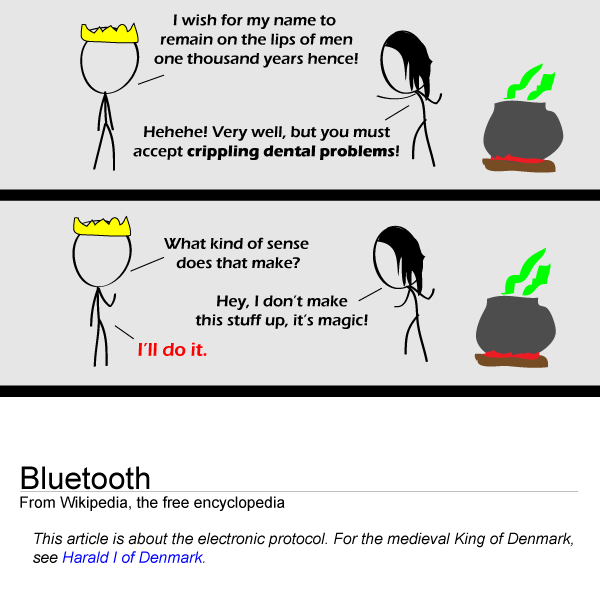 I wish for my name to
remain on the lips of men
one thousand years hence!
Hehehe! Very well, but you must
accept crippling dental problems!
What kind of sense
does that make?
Hey, I don't make
this stuff up, it's magic!
I'll do it.
Bluetooth
From Wikipedia, the free encyclopedia
This article is about the electronic protocol. For the medieval King of Denmark,
see Harald I of Denmark.